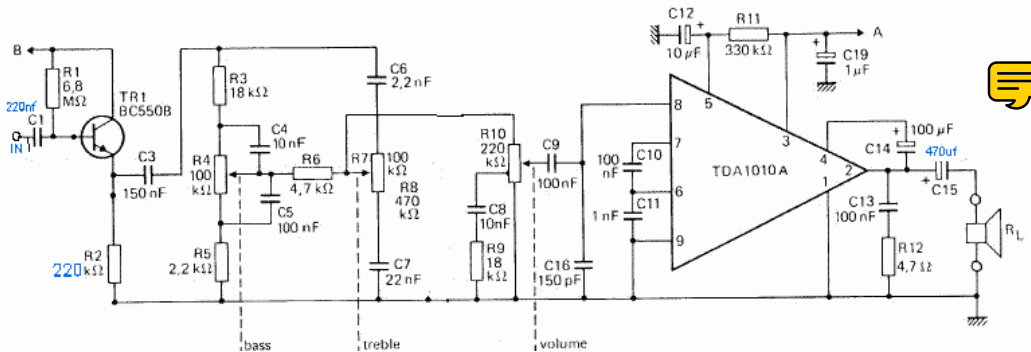 B
R1
6,8
MΩ
220nf
C1
IN
TR1
BC550B
C3
150 nF
R2
220 kΩ
R3
18 kΩ
C4
10 nF
R4
100
kΩ
R6
4,7 kΩ
C5
100 nF
R5
2,2 kΩ
bass
C6
2,2 nF
R7
100
kΩ
R8
470
kΩ
C7
22 nF
treble
R10
220
kΩ
C8
10nF
R9
18
kΩ
volume
C9
100nF
C16
150 pF
C12
+
10 µF
R11
330 kΩ
A
+
C19
1 µF
8
5
3
7
6
9
4
2
1
100
nF
C10
C11
1 nF
TDA1010A
+
100 µF
C14
470uf
+
C15
C13
100 nF
R12
4,7 Ω
RL